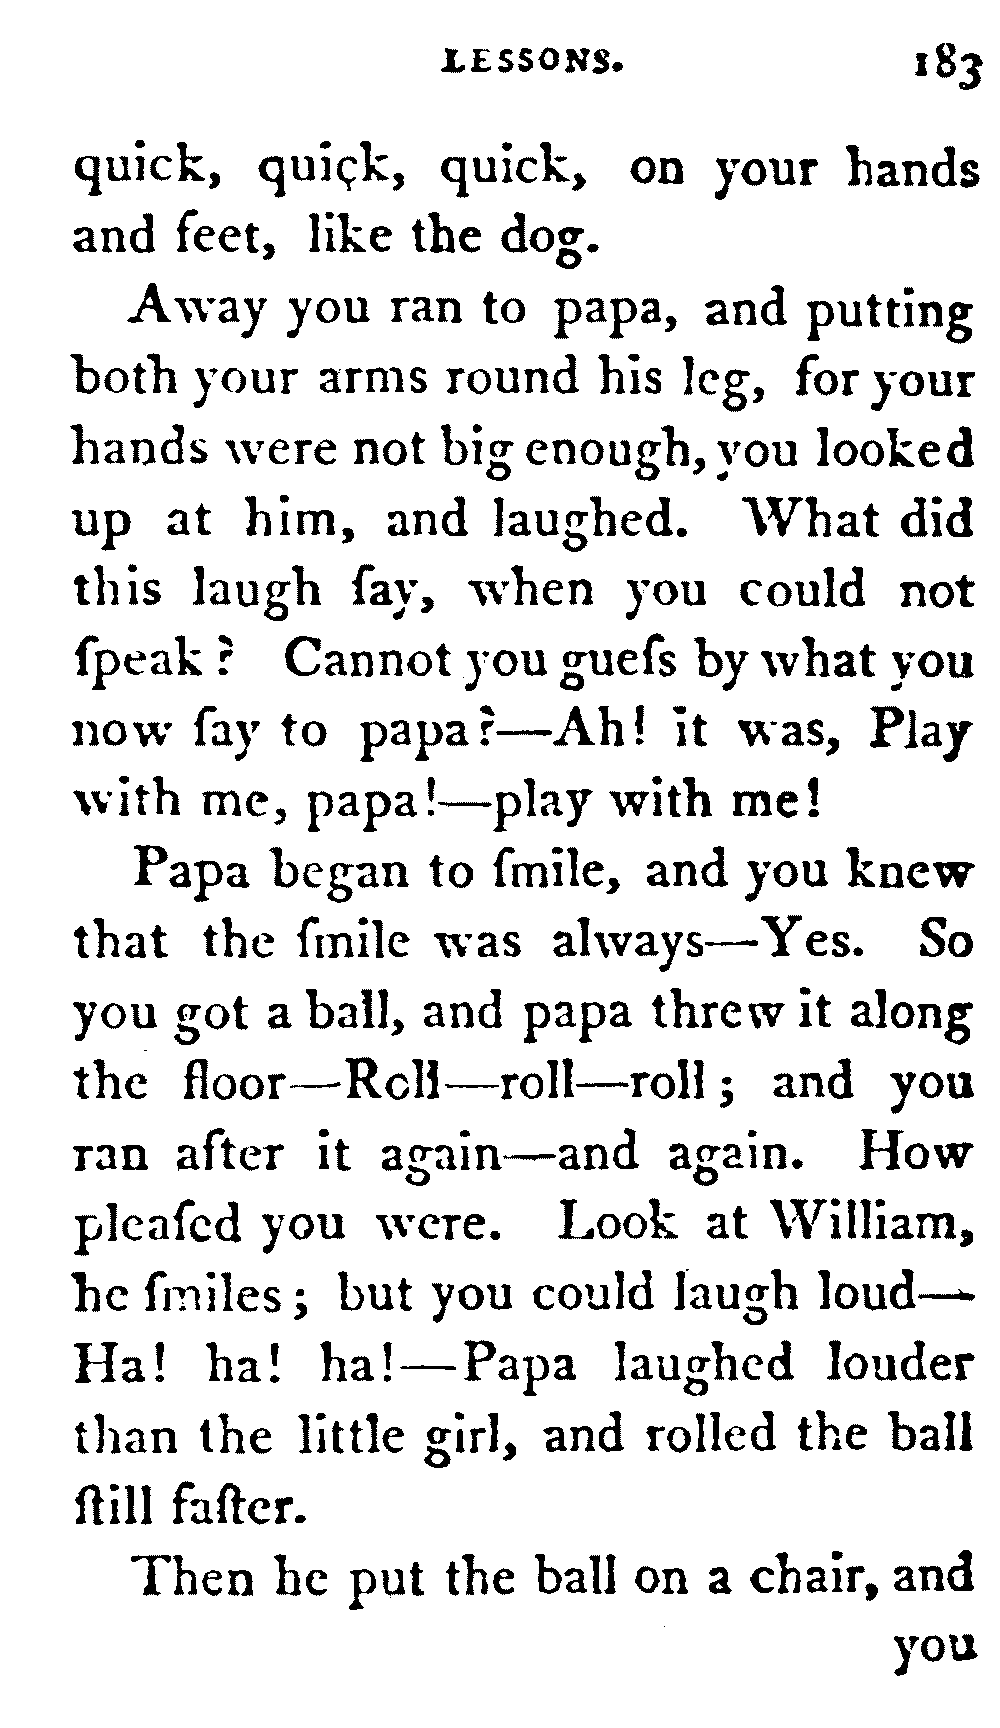 LESSONS. 183
quick, quick, quick, on your hands
and feet, like the dog.
Away you ran to papa, and putting
both your arms round his leg, for your
hands were not big enough, you looked
up at him, and laughed. What did
this laugh ſay, when you could not
ſpeak? Cannot you gueſs by what you
now ſay to papa?—Ah! it was, Play
with me, papa!—play with me!
Papa began to ſmile, and you knew
that the ſmile was always—Yes. So
you got a ball, and papa threw it along
the floor—Roll—roll—roll; and you
ran after it again—and again. How
pleaſed you were. Look at William,
he ſmiles; but you could laugh loud—
Ha! ha! ha!—Papa laughed louder
than the little girl, and rolled the ball
ſtill faſter.
Then he put the ball on a chair, and
you